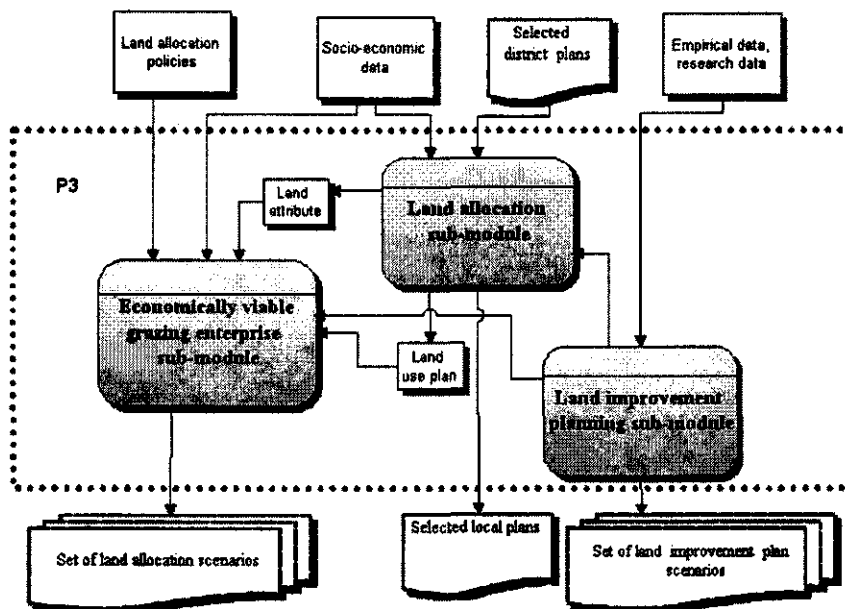 Land allocation
policies
Socio-economic
data
Selected
district plans
Empirical data,
research data
P3
Land
attribute
Land allocation
sub-module
Economically viable
grazing enterprise
sub-module
Land
use plan
Land improvement
planning sub-module
Set of land allocation scenarios
Selected local plans
Set of land improvement plan
scenarios